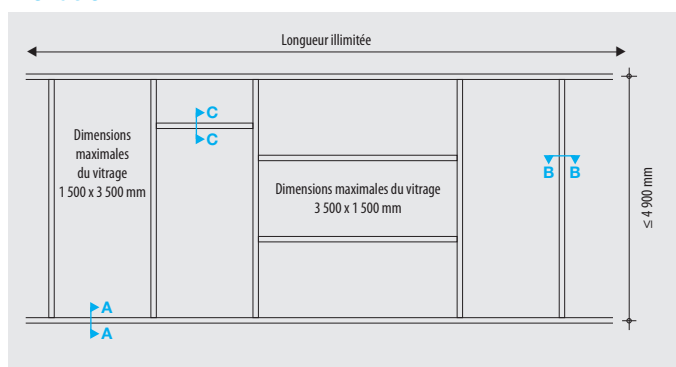 Longueur illimitée
Dimensions
maximales
du vitrage
1 500 x 3 500 mm
C
C
Dimensions maximales du vitrage
3 500 x 1 500 mm
B B
≤ 4 900 mm
A
A